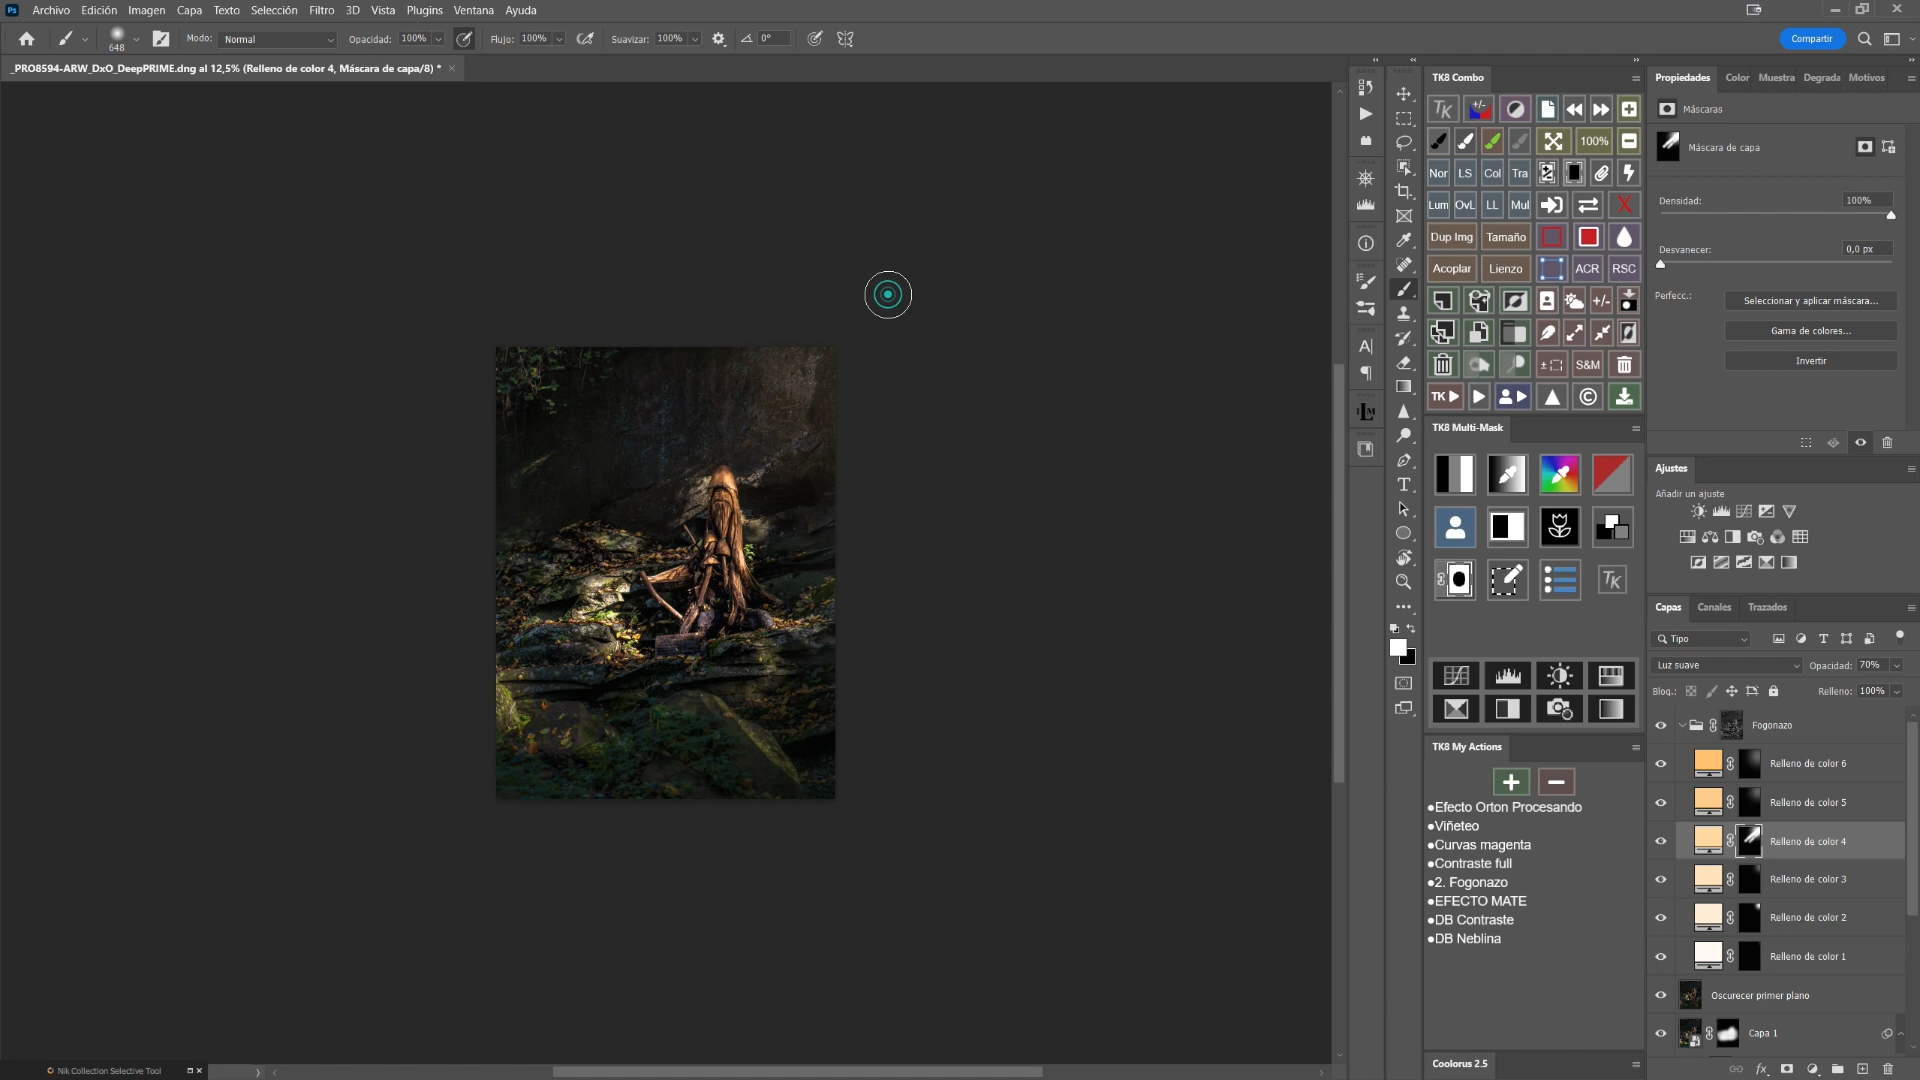 Ps Archivo Edición Imagen Capa Texto Selección Filtro 3D Vista Plugins Ventana Ayuda
648 Modo: Normal Opacidad: 100% Flujo: 100% Suavizar: 100% 0° Compartir
_PRO8594-ARW_DxO_DeepPRIME.dng al 12,5% (Relleno de color 4, Máscara de capa/8) *
TK8 Combo
TK +/-
100%
Nor LS Col Tra
Lum OvL LL Mul X
Dup Img Tamaño
Acoplar Lienzo ACR RSC
+/-
S&M
TK ©
TK8 Multi-Mask
TK
TK8 My Actions
●Efecto Orton Procesando
●Viñeteo
●Curvas magenta
●Contraste full
●2. Fogonazo
●EFECTO MATE
●DB Contraste
●DB Neblina
Coolorus 2.5
Propiedades Color Muestra Degrada Motivos
Máscaras
Máscara de capa
Densidad: 100%
Desvanecer: 0,0 px
Perfecc.: Seleccionar y aplicar máscara...
Gama de colores...
Invertir
Ajustes
Añadir un ajuste
Capas Canales Trazados
Tipo
Luz suave Opacidad: 70%
Bloq.: Relleno: 100%
Fogonazo
Relleno de color 6
Relleno de color 5
Relleno de color 4
Relleno de color 3
Relleno de color 2
Relleno de color 1
Oscurecer primer plano
Capa 1
fx
Nik Collection Selective Tool